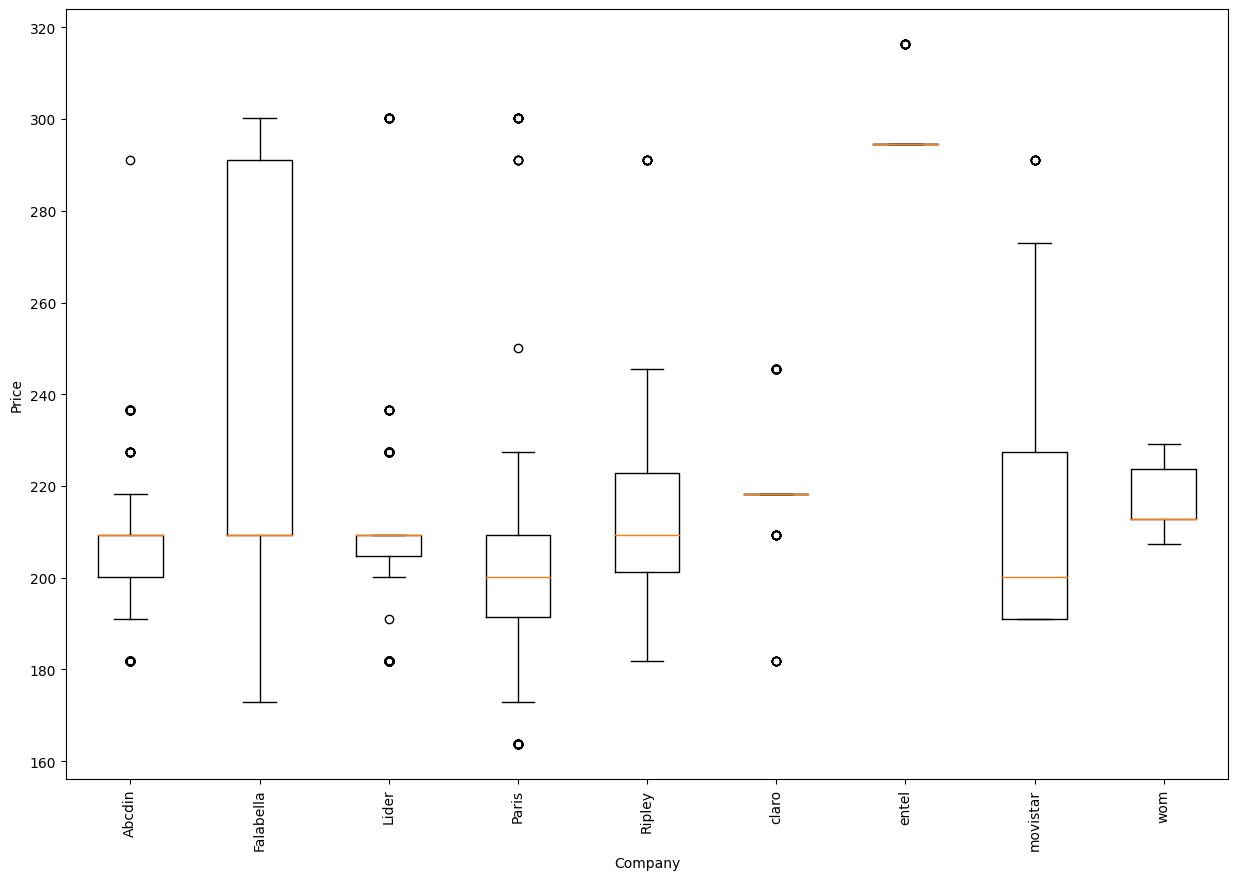 320
300
280
260
240
220
200
180
160
Price
Abcdin
Falabella
Lider
Paris
Ripley
claro
entel
movistar
wom
Company